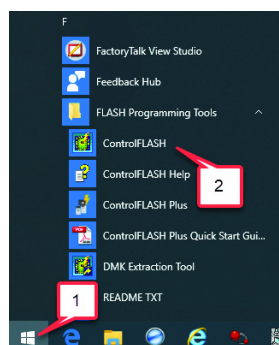 F
FactoryTalk View Studio
Feedback Hub
FLASH Programming Tools
ControlFLASH
ControlFLASH Help
2
ControlFLASH Plus
ControlFLASH Plus Quick Start Gui...
DMK Extraction Tool
1
README TXT